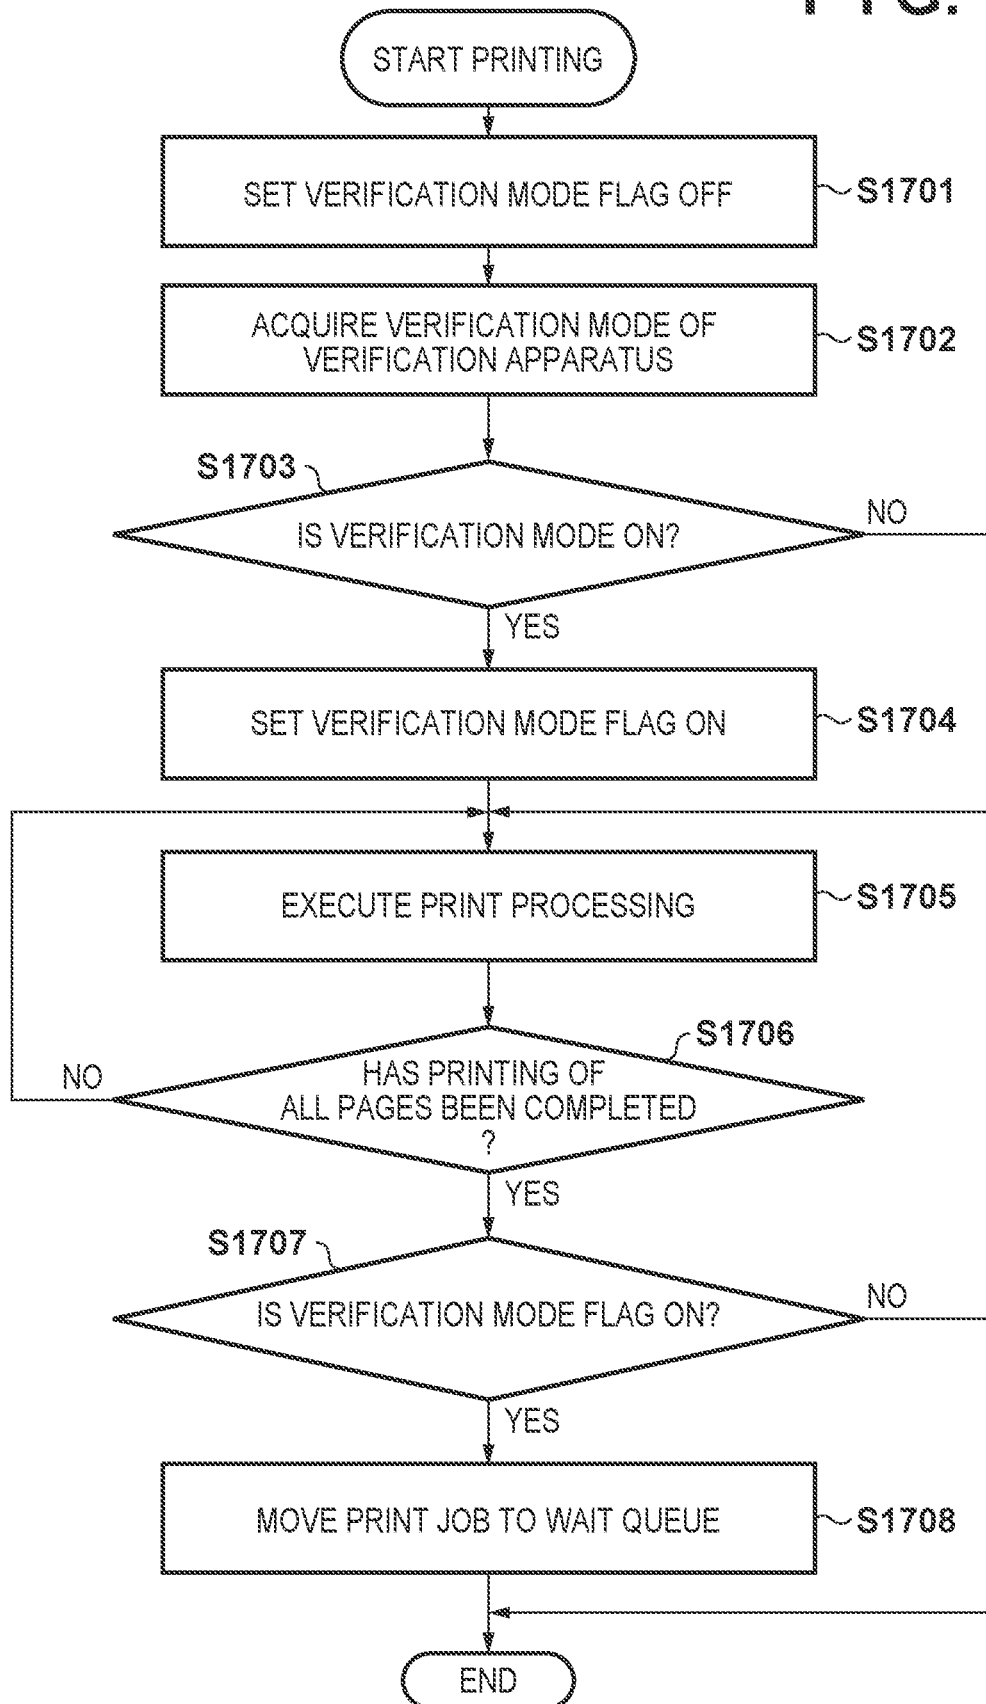 FIG.
START PRINTING
SET VERIFICATION MODE FLAG OFF
S1701
ACQUIRE VERIFICATION MODE OF
VERIFICATION APPARATUS
S1702
S1703
IS VERIFICATION MODE ON?
NO
YES
SET VERIFICATION MODE FLAG ON
S1704
EXECUTE PRINT PROCESSING
S1705
S1706
HAS PRINTING OF
ALL PAGES BEEN COMPLETED
?
NO
YES
S1707
IS VERIFICATION MODE FLAG ON?
NO
YES
MOVE PRINT JOB TO WAIT QUEUE
S1708
END